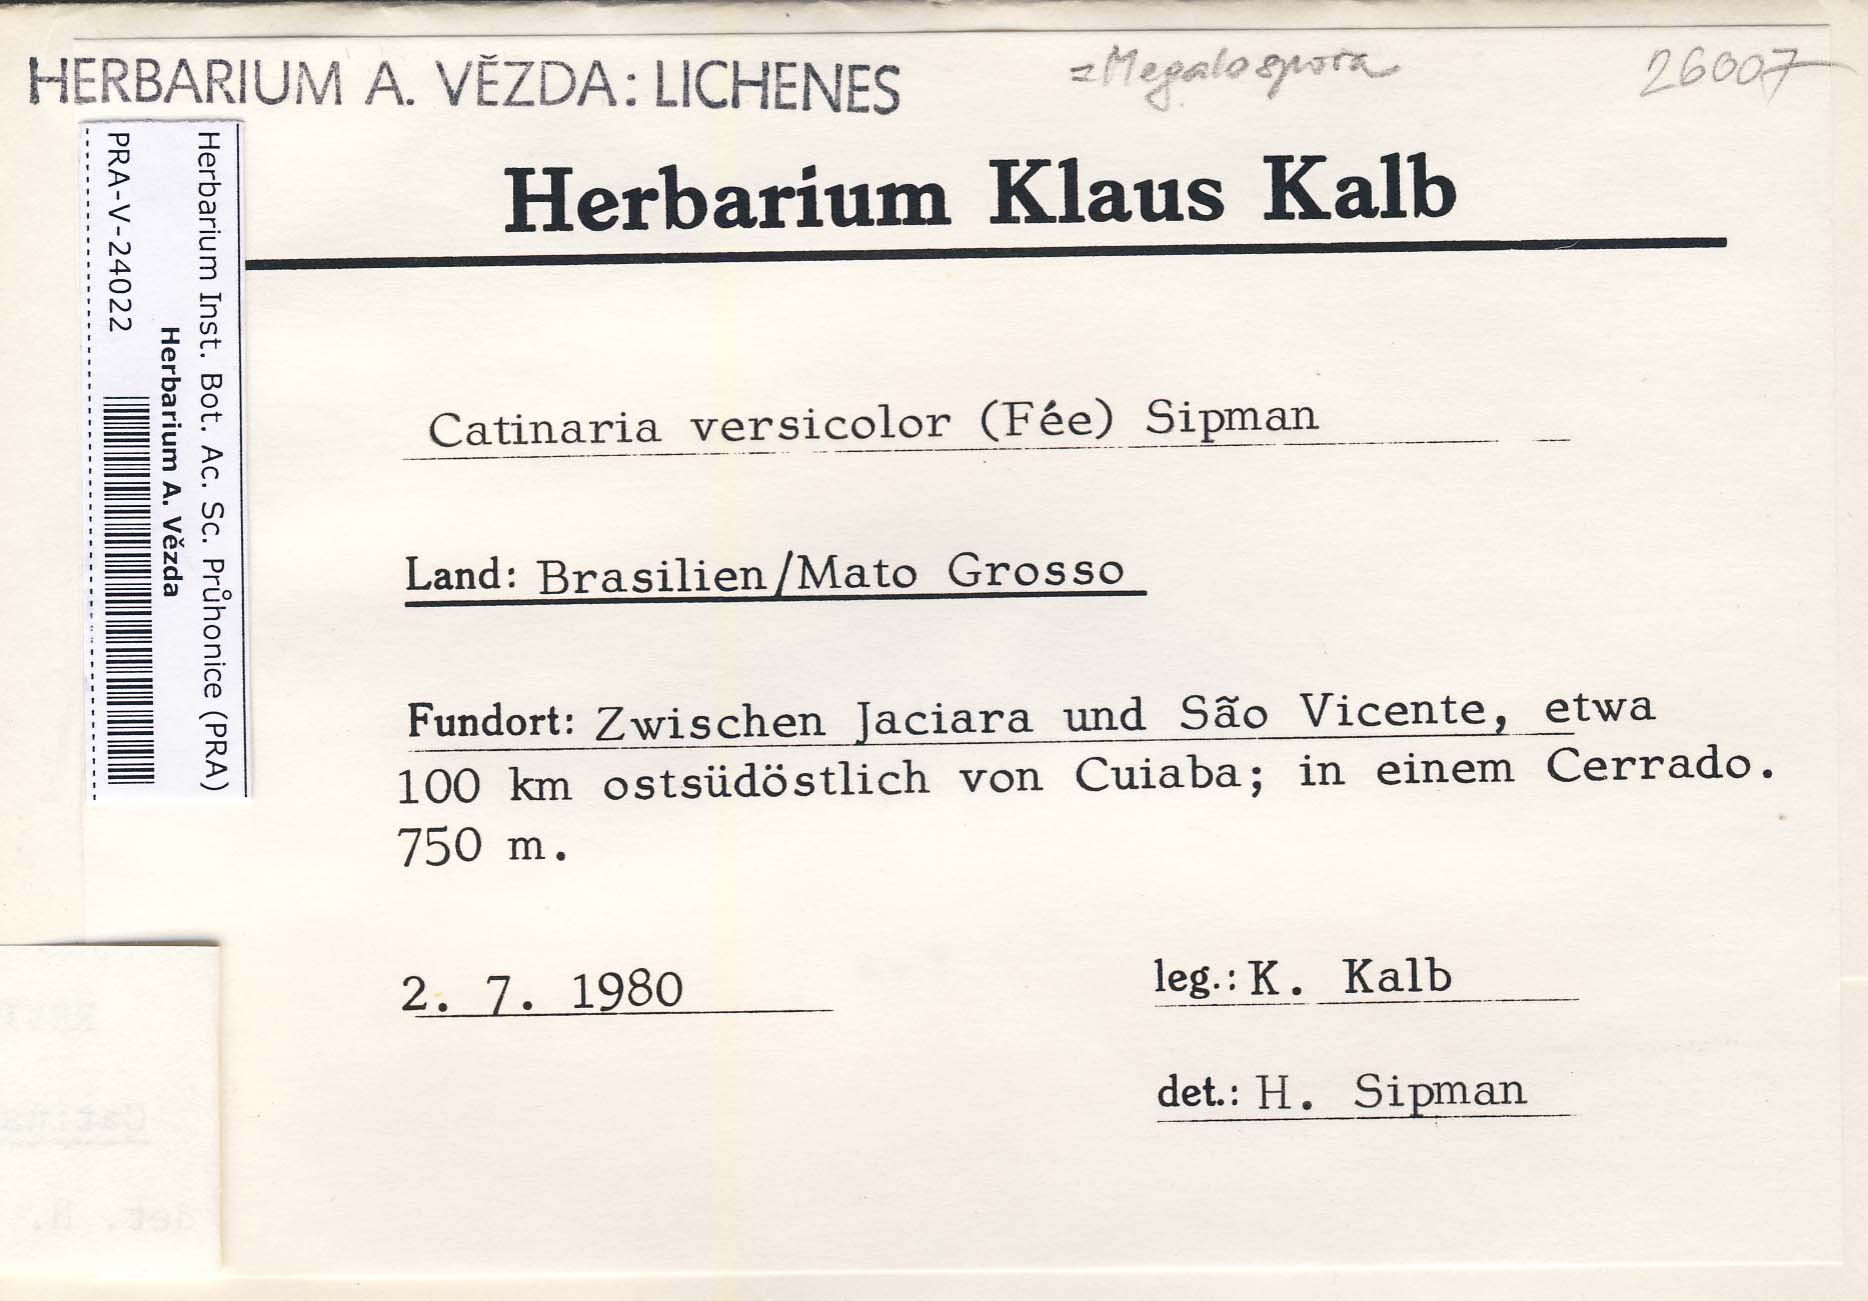 HERBARIUM A. VĚZDA: LICHENES
=Megalospora
26007
Herbarium Inst. Bot. Ac. Sc. Průhonice (PRA)
Herbarium A. Vězda
PRA-V-24022
Herbarium Klaus Kalb
Catinaria versicolor (Fée) Sipman
Land: Brasilien/Mato Grosso
Fundort: Zwischen Jaciara und São Vicente, etwa
100 km ostsüdöstlich von Cuiaba; in einem Cerrado.
750 m.
2. 7. 1980
leg.: K. Kalb
det.: H. Sipman